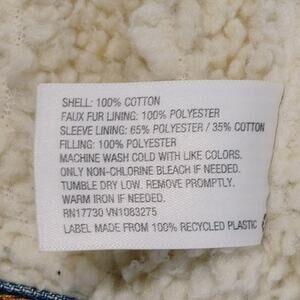 SHELL: 100% COTTON
FAUX FUR LINING: 100% POLYESTER
SLEEVE LINING: 65% POLYESTER / 35% COTTON
FILLING: 100% POLYESTER
MACHINE WASH COLD WITH LIKE COLORS.
ONLY NON-CHLORINE BLEACH IF NEEDED.
TUMBLE DRY LOW. REMOVE PROMPTLY.
WARM IRON IF NEEDED.
RN17730 VN1083275
LABEL MADE FROM 100% RECYCLED PLASTIC